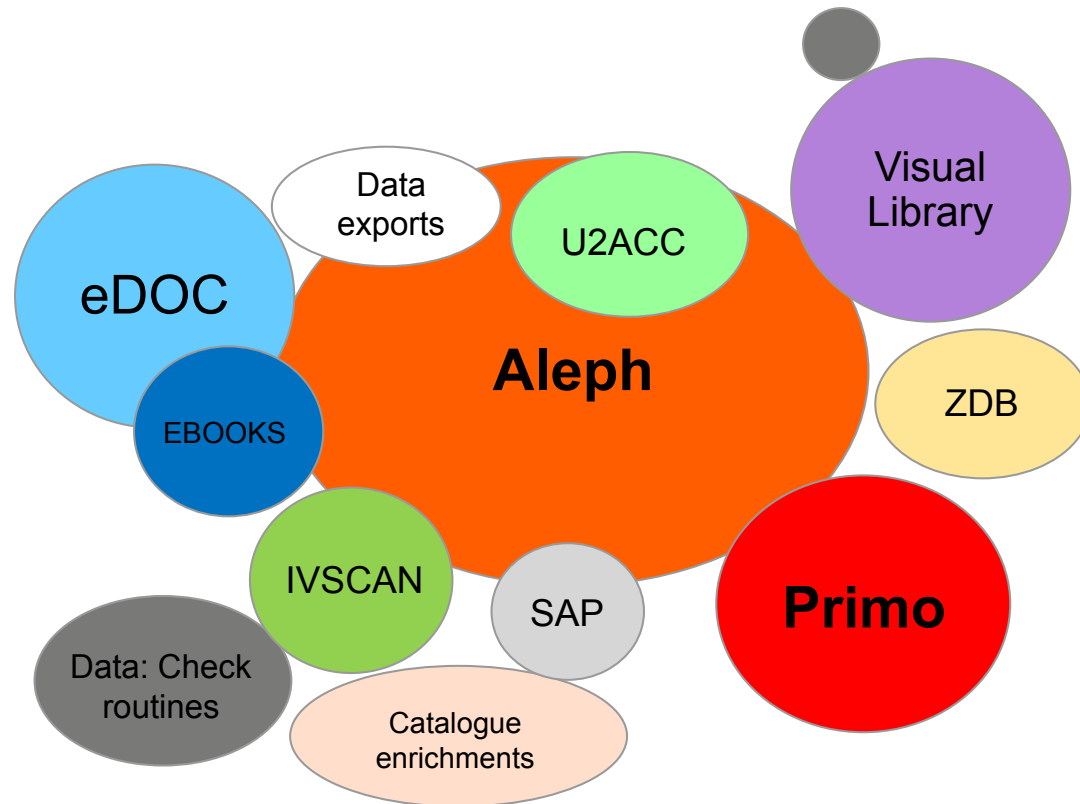 Data
exports
U2ACC
Visual
Library
eDOC
Aleph
ZDB
EBOOKS
IVSCAN
SAP
Primo
Data: Check
routines
Catalogue
enrichments